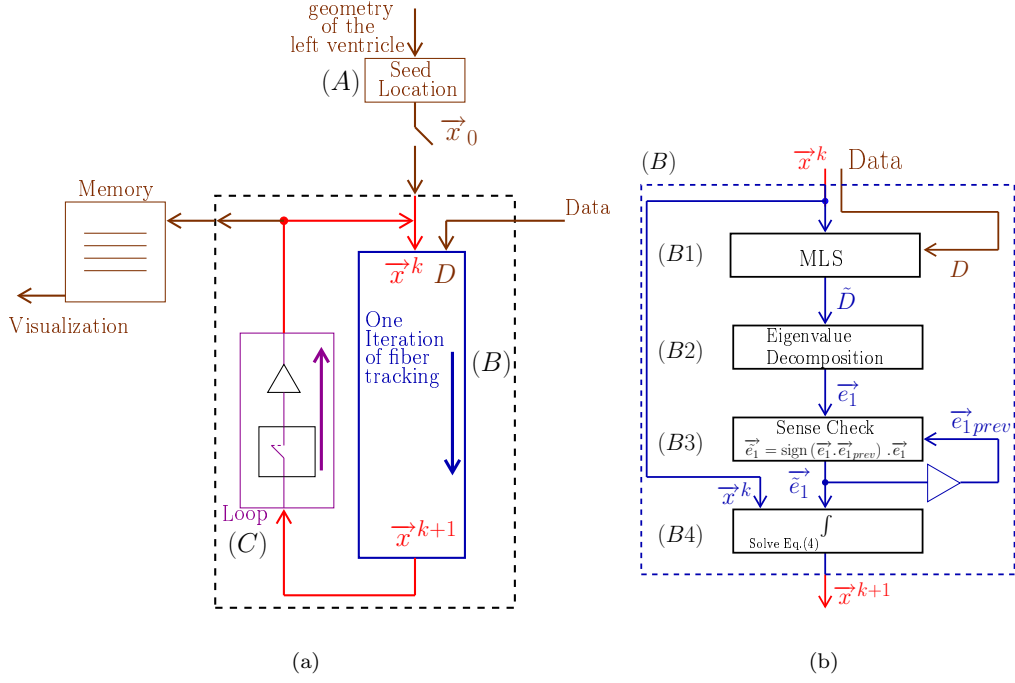 geometry
of the
left ventricle
(A)
Seed
Location
x⃗₀
Memory
Data
x⃗ᵏ D
Visualization
One
Iteration
of fiber
tracking
(B)
Loop
(C)
x⃗ᵏ⁺¹
(a)
(B)
x⃗ᵏ
Data
(B1)
MLS
D
D̃
(B2)
Eigenvalue
Decomposition
e⃗₁
(B3)
Sense Check
ẽ⃗₁ = sign (e⃗₁.e⃗₁prev) .e⃗₁
e⃗₁prev
x⃗ᵏ
ẽ⃗₁
(B4)
∫
Solve Eq.(4)
x⃗ᵏ⁺¹
(b)